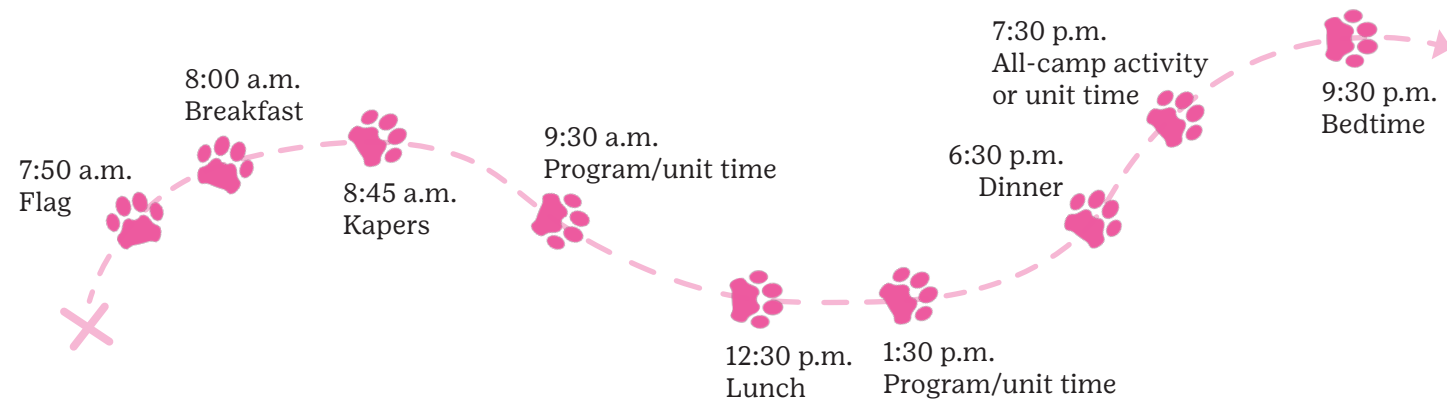 7:50 a.m.
Flag
8:00 a.m.
Breakfast
8:45 a.m.
Kapers
9:30 a.m.
Program/unit time
12:30 p.m.
Lunch
1:30 p.m.
Program/unit time
6:30 p.m.
Dinner
7:30 p.m.
All-camp activity
or unit time
9:30 p.m.
Bedtime